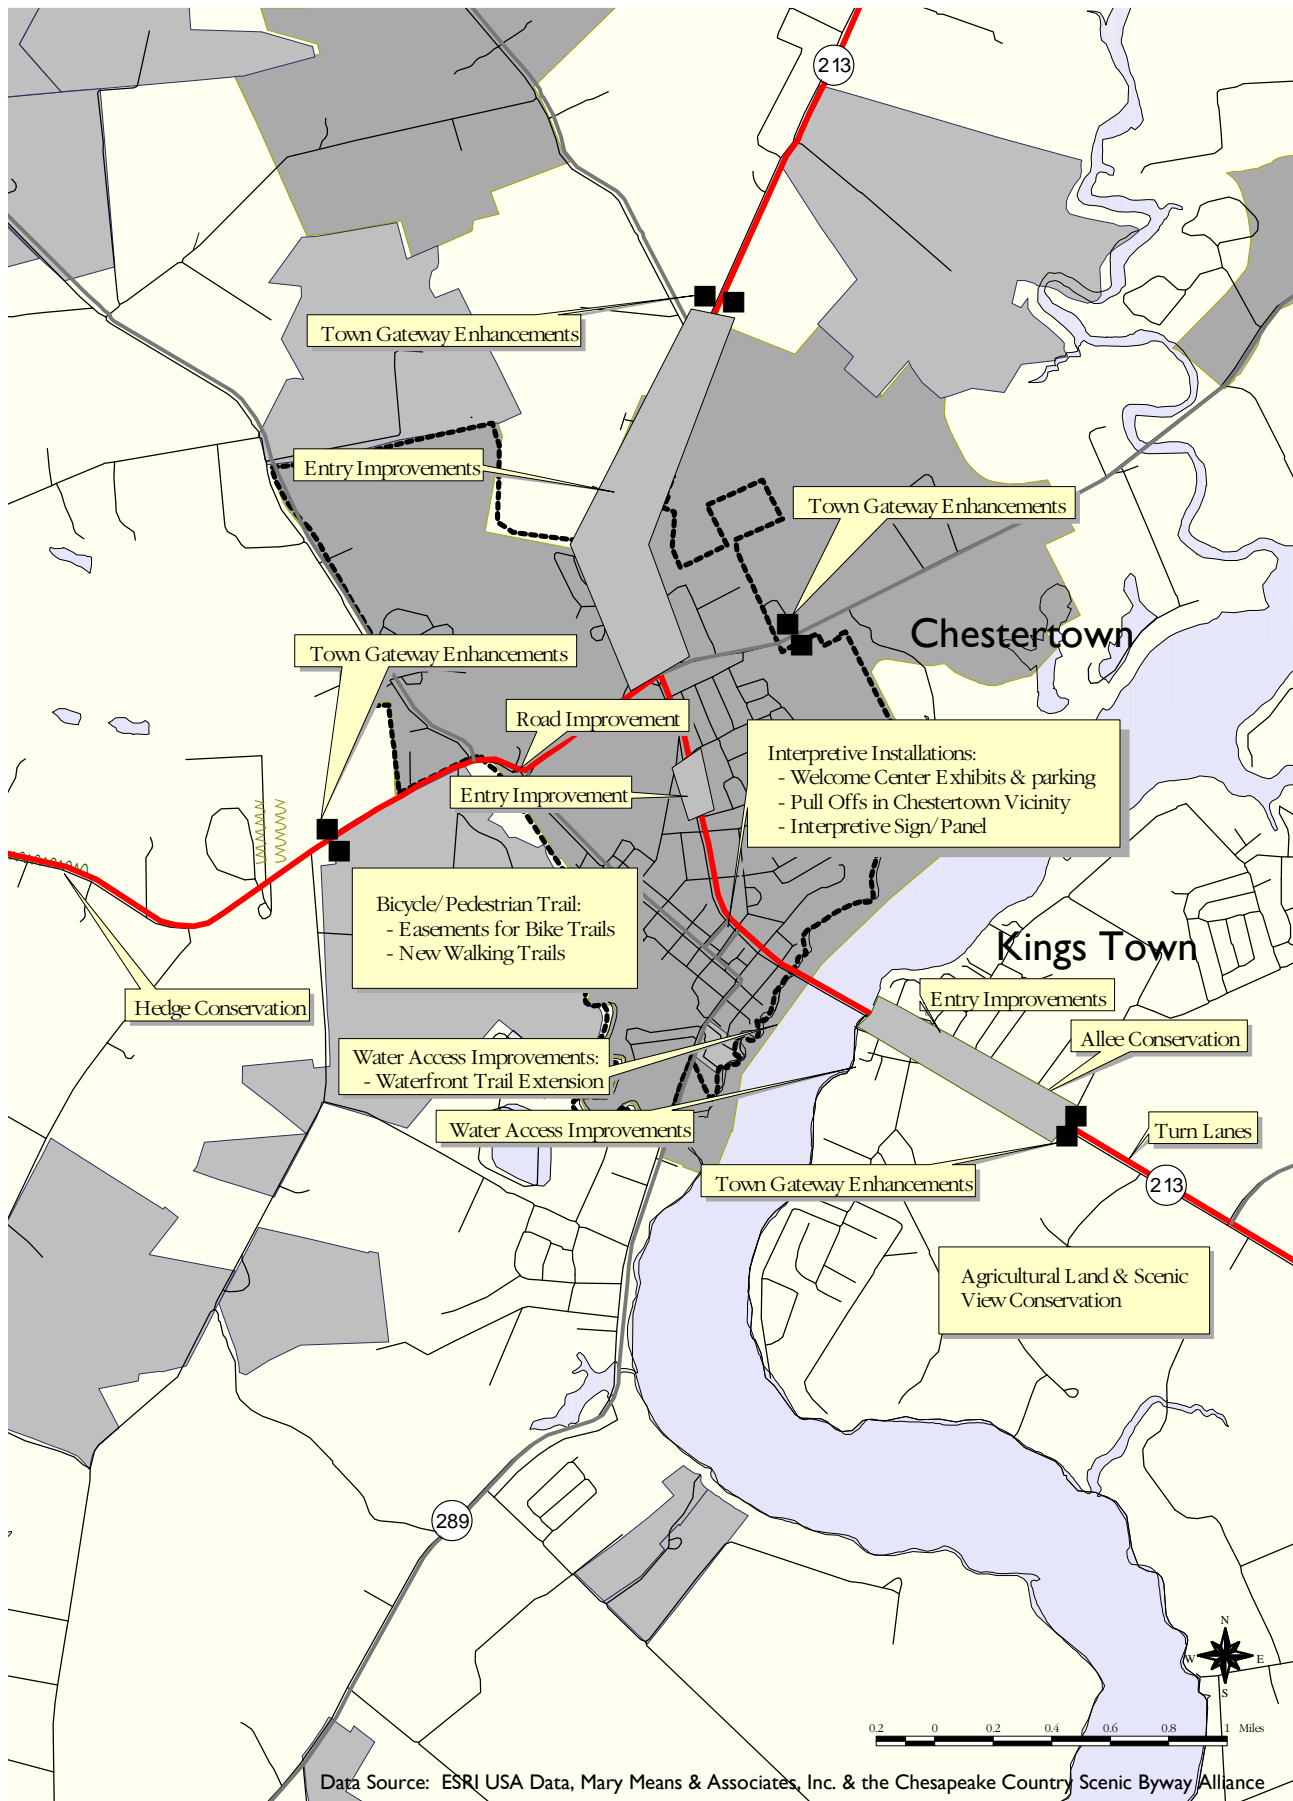 213
Town Gateway Enhancements
Entry Improvements
Town Gateway Enhancements
Chestertown
Town Gateway Enhancements
Road Improvement
Interpretive Installations:
- Welcome Center Exhibits & parking
- Pull Offs in Chestertown Vicinity
- Interpretive Sign/Panel
Entry Improvement
Bicycle/Pedestrian Trail:
- Easements for Bike Trails
- New Walking Trails
Kings Town
Hedge Conservation
Entry Improvements
Allee Conservation
Water Access Improvements:
- Waterfront Trail Extension
Water Access Improvements
Turn Lanes
Town Gateway Enhancements
213
Agricultural Land & Scenic
View Conservation
289
N
W E
S
0.2 0 0.2 0.4 0.6 0.8 1 Miles
Data Source: ESRI USA Data, Mary Means & Associates, Inc. & the Chesapeake Country Scenic Byway Alliance